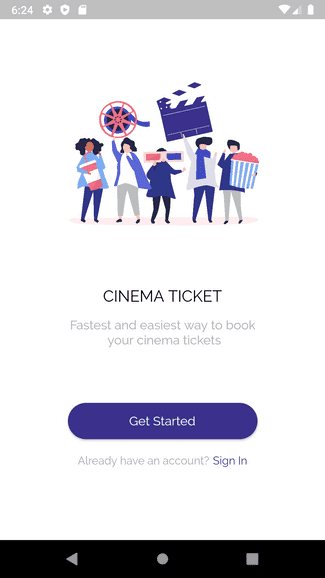 6:24
CINEMA TICKET
Fastest and easiest way to book
your cinema tickets
Get Started
Already have an account? Sign In